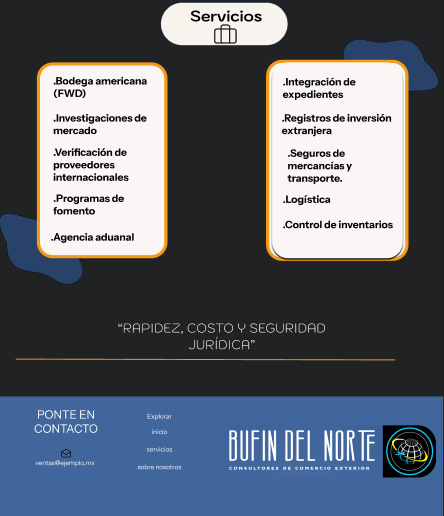 Servicios
.Bodega americana
(FWD)
.Investigaciones de
mercado
.Verificación de
proveedores
internacionales
.Programas de
fomento
.Agencia aduanal
.Integración de
expedientes
.Registros de inversión
extranjera
.Seguros de
mercancías y
transporte.
.Logística
.Control de inventarios
“RAPIDEZ, COSTO Y SEGURIDAD
JURÍDICA”
PONTE EN
CONTACTO
ventas@ejemplo.mx
Explorar
inicio
servicios
sobre nosotros
BUFIN DEL NORTE
CONSULTORES DE COMERCIO EXTERIOR